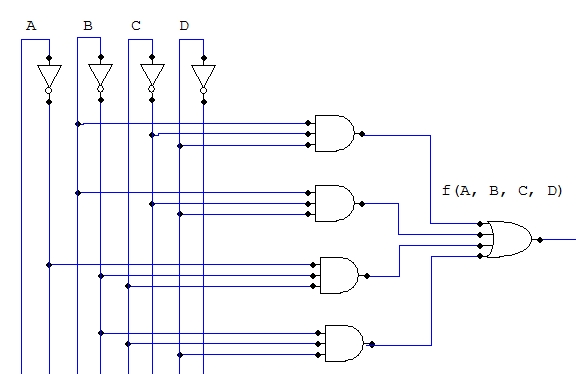 A B C D
f(A, B, C, D)